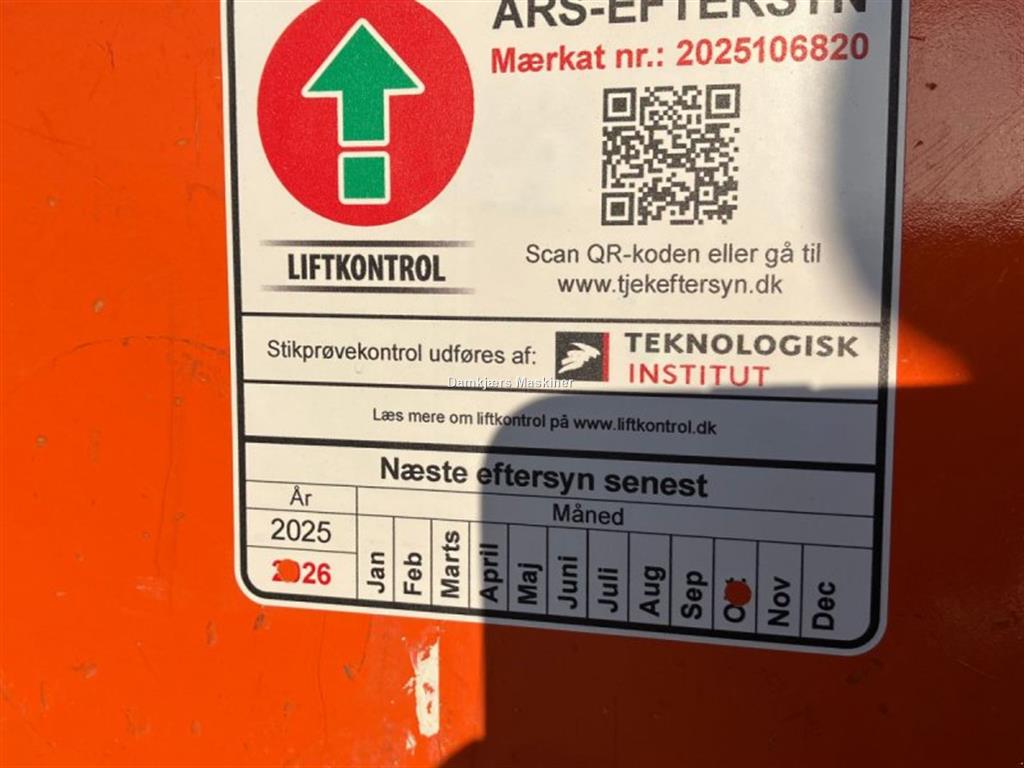 ÅRS-EFTERSYN
Mærkat nr.: 2025106820
LIFTKONTROL
Scan QR-koden eller gå til
www.tjekeftersyn.dk
Stikprøvekontrol udføres af: TEKNOLOGISK
INSTITUT
Damkjærs Maskiner
Læs mere om liftkontrol på www.liftkontrol.dk
Næste eftersyn senest
År Måned
2025
2026 Jan Feb Marts April Maj Juni Juli Aug Sep Okt Nov Dec